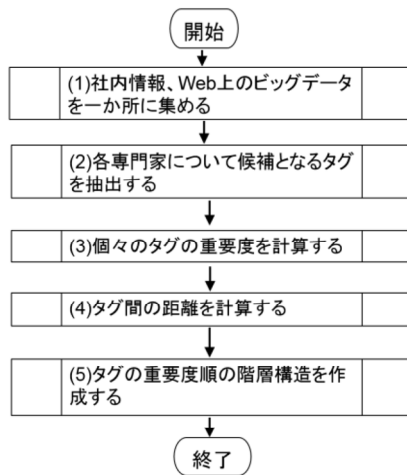 開始
(1)社内情報、Web上のビッグデータ
を一か所に集める
(2)各専門家について候補となるタグ
を抽出する
(3)個々のタグの重要度を計算する
(4)タグ間の距離を計算する
(5)タグの重要度順の階層構造を作
成する
終了